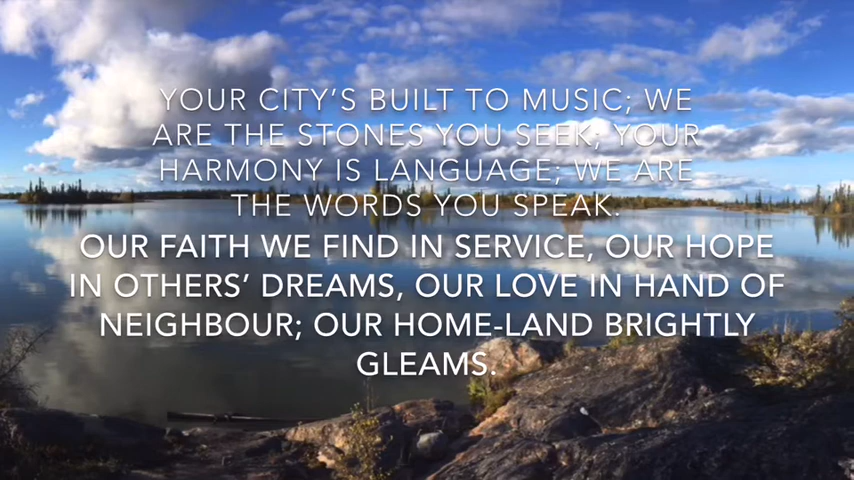 YOUR CITY'S BUILT TO MUSIC; WE
ARE THE STONES YOU SEEK; YOUR
HARMONY IS LANGUAGE; WE ARE
THE WORDS YOU SPEAK.
OUR FAITH WE FIND IN SERVICE, OUR HOPE
IN OTHERS' DREAMS, OUR LOVE IN HAND OF
NEIGHBOUR; OUR HOME-LAND BRIGHTLY
GLEAMS.